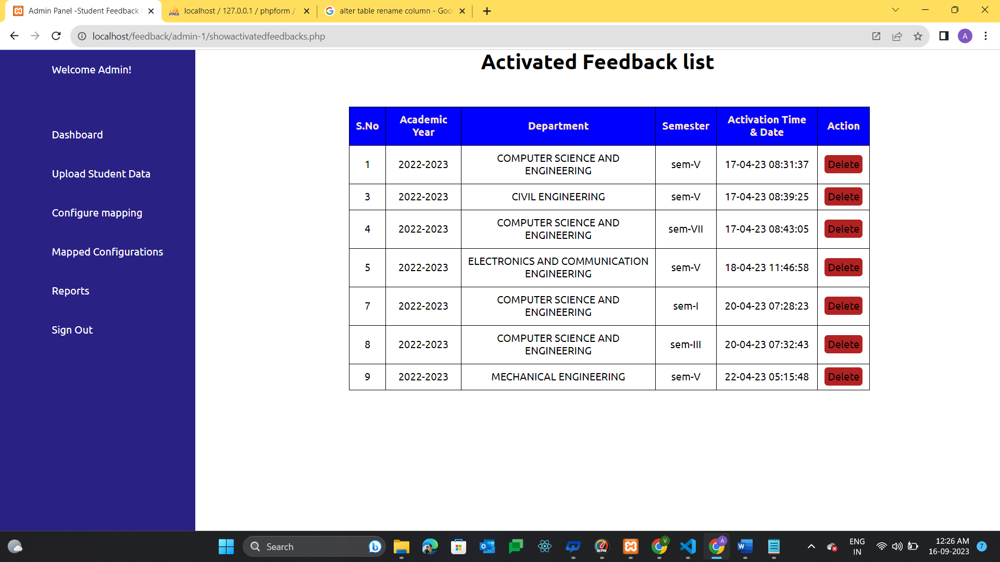 Admin Panel -Student Feedback
localhost / 127.0.0.1 / phpform /
alter table rename column - Goo
localhost/feedback/admin-1/showactivatedfeedbacks.php
A
Welcome Admin!
Dashboard
Upload Student Data
Configure mapping
Mapped Configurations
Reports
Sign Out
Activated Feedback list
S.No Academic Year Department Semester Activation Time & Date Action
1 2022-2023 COMPUTER SCIENCE AND ENGINEERING sem-V 17-04-23 08:31:37 Delete
3 2022-2023 CIVIL ENGINEERING sem-V 17-04-23 08:39:25 Delete
4 2022-2023 COMPUTER SCIENCE AND ENGINEERING sem-VII 17-04-23 08:43:05 Delete
5 2022-2023 ELECTRONICS AND COMMUNICATION ENGINEERING sem-V 18-04-23 11:46:58 Delete
7 2022-2023 COMPUTER SCIENCE AND ENGINEERING sem-I 20-04-23 07:28:23 Delete
8 2022-2023 COMPUTER SCIENCE AND ENGINEERING sem-III 20-04-23 07:32:43 Delete
9 2022-2023 MECHANICAL ENGINEERING sem-V 22-04-23 05:15:48 Delete
Search
WPM
V
A
ENG
IN
12:26 AM
16-09-2023
7